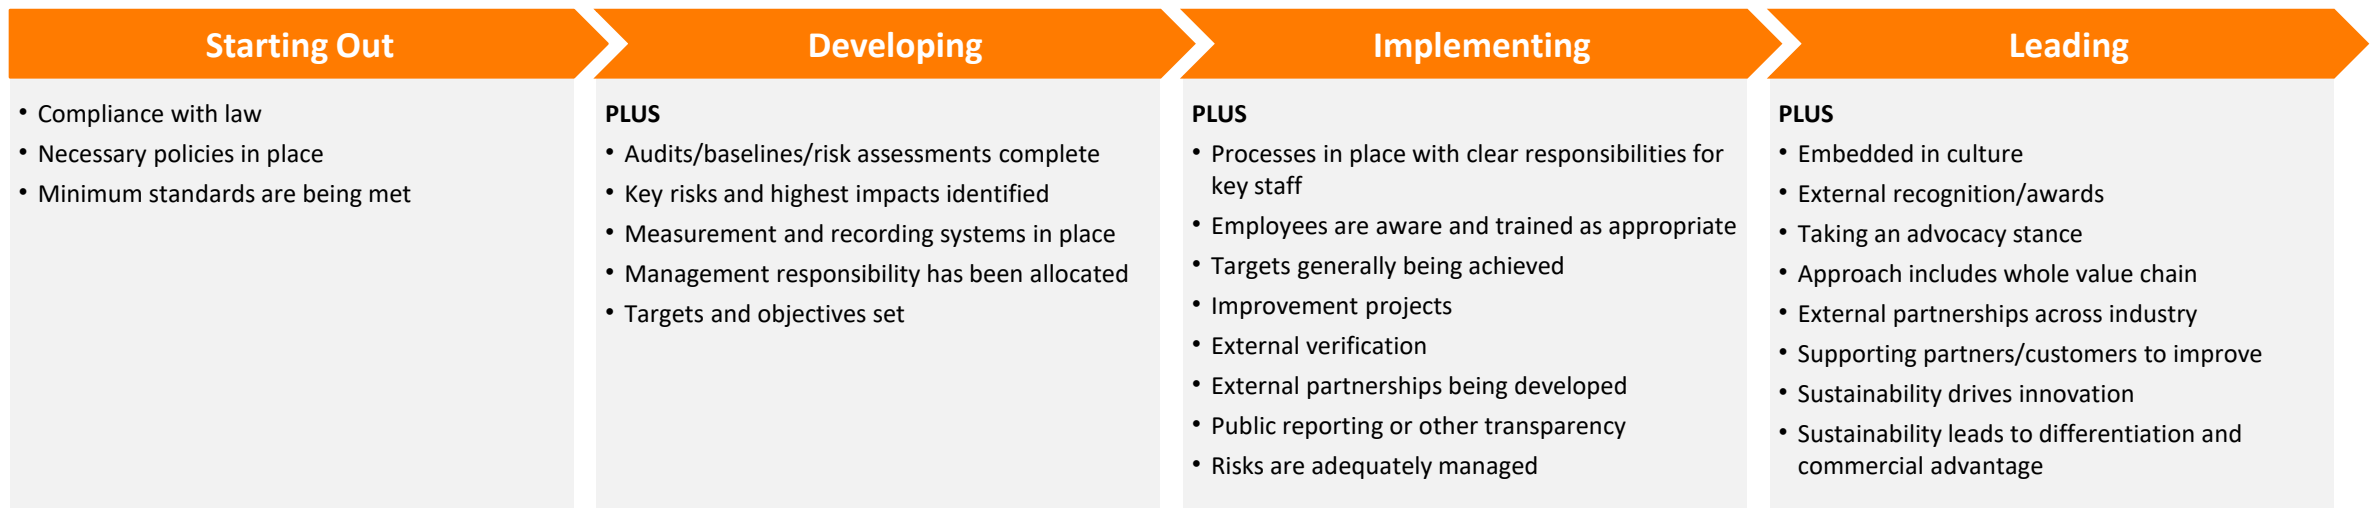 Starting Out
• Compliance with law
• Necessary policies in place
• Minimum standards are being met
Developing
PLUS
• Audits/baselines/risk assessments complete
• Key risks and highest impacts identified
• Measurement and recording systems in place
• Management responsibility has been allocated
• Targets and objectives set
Implementing
PLUS
• Processes in place with clear responsibilities for
key staff
• Employees are aware and trained as appropriate
• Targets generally being achieved
• Improvement projects
• External verification
• External partnerships being developed
• Public reporting or other transparency
• Risks are adequately managed
Leading
PLUS
• Embedded in culture
• External recognition/awards
• Taking an advocacy stance
• Approach includes whole value chain
• External partnerships across industry
• Supporting partners/customers to improve
• Sustainability drives innovation
• Sustainability leads to differentiation and
commercial advantage